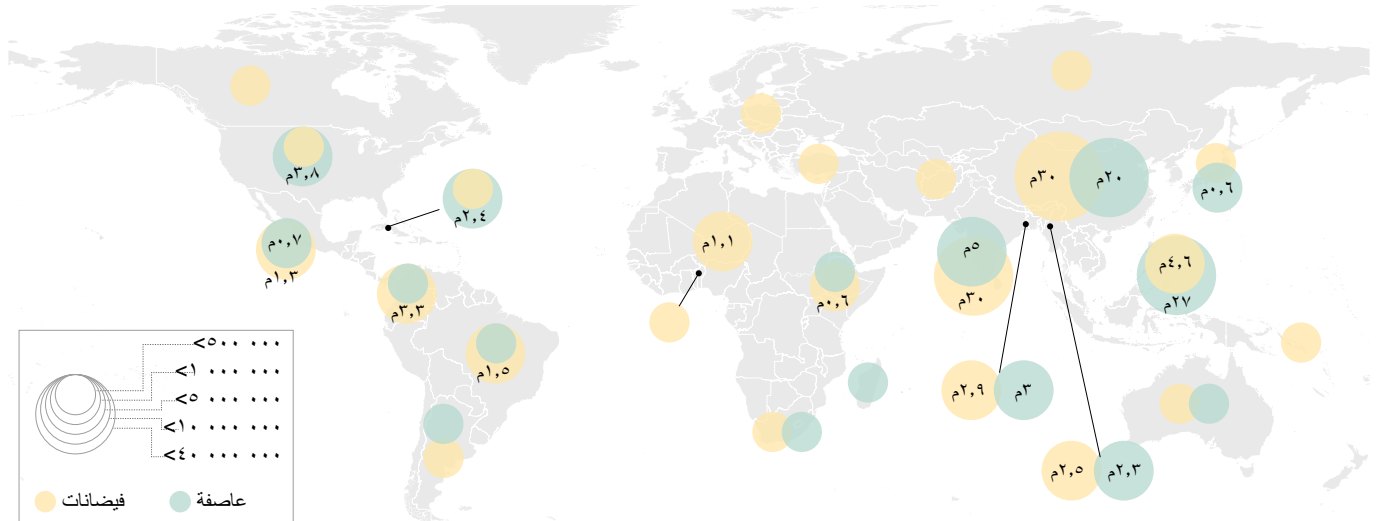 ٣٫٨م
٢٫٤م
٠٫٧م
١٫٣م
٣٫٣م
١٫٥م
١٫١م
٠٫٦م
٣٠م
٢٠م
٠٫٦م
٥م
٣٠م
٤٫٦م
٢٧م
٢٫٩م
٣م
٢٫٥م
٢٫٣م
<٥٠٠ ٠٠٠
<١ ٠٠٠ ٠٠٠
<٥ ٠٠٠ ٠٠٠
<١٠ ٠٠٠ ٠٠٠
<٤٠ ٠٠٠ ٠٠٠
عاصفة
فيضانات